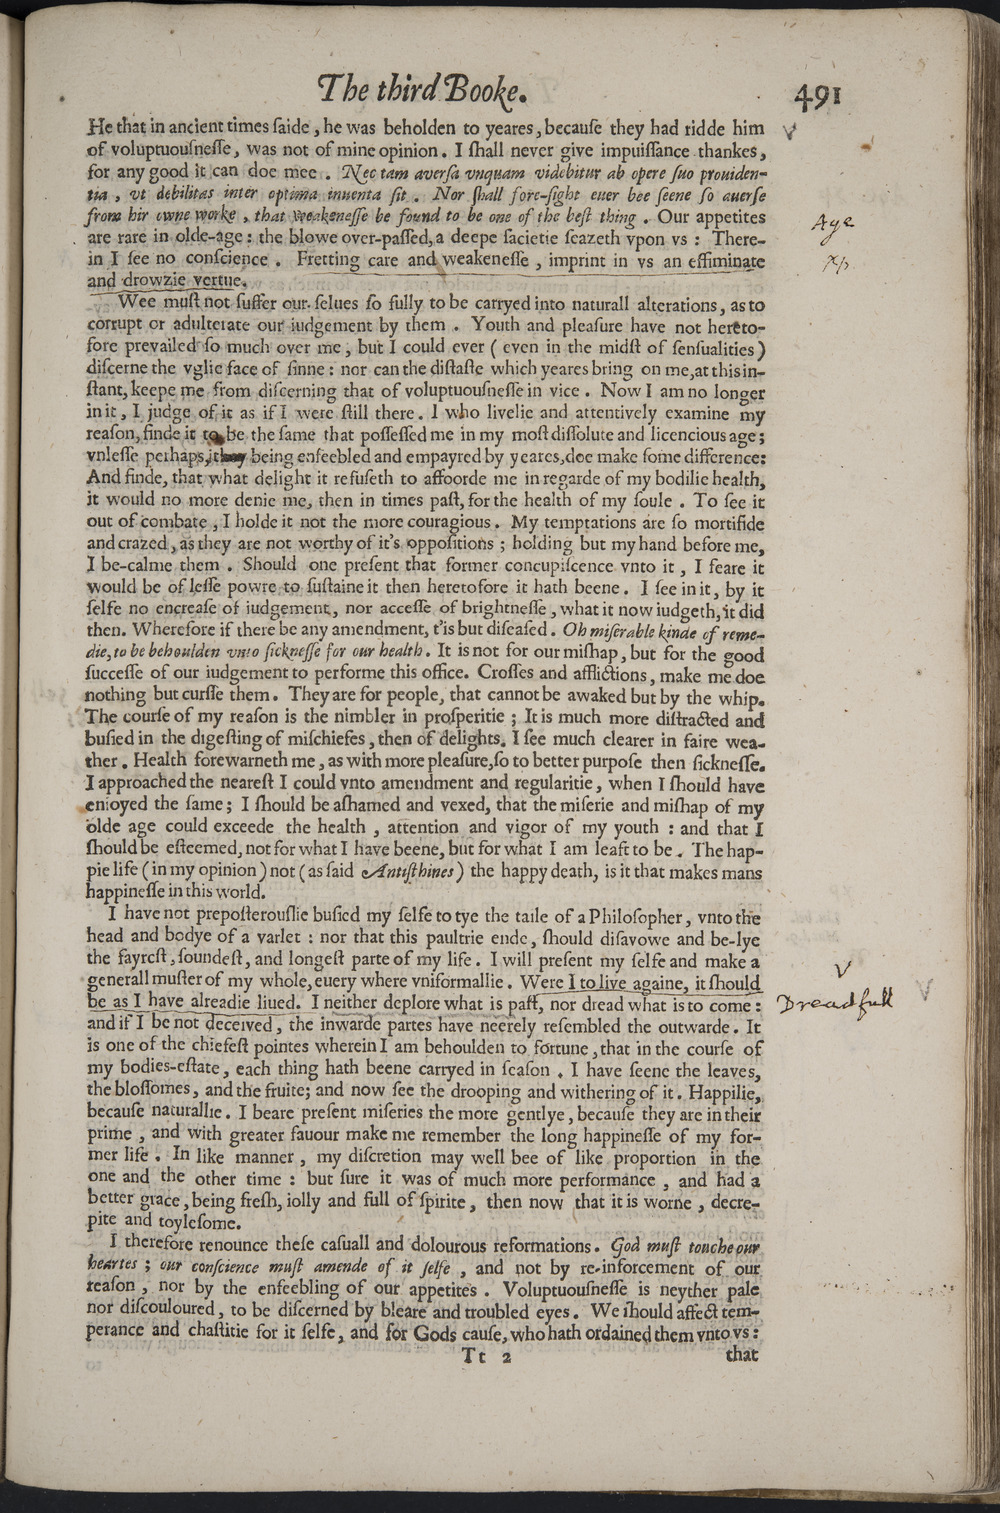 The third Booke.
491
He that in ancient times ſaide, he was beholden to yeares, becauſe they had ridde him
of voluptuouſneſſe, was not of mine opinion. I ſhall never give impuiſſance thankes,
for any good it can doe mee. Nec tam averſa vnquam videbitur ab opere ſuo prouiden-
tia, vt debilitas inter optima inuenta ſit. Nor ſhall fore-ſight euer bee ſeene ſo auerſe
from hir owne worke, that weakeneſſe be found to be one of the beſt thing. Our appetites
are rare in olde-age: the blowe over-paſſed, a deepe ſacietie ſeazeth vpon vs: There-
in I ſee no conſcience. Fretting care and weakeneſſe, imprint in vs an effiminate
and drowzie vertue.
Wee muſt not ſuffer our ſelues ſo fully to be carryed into naturall alterations, as to
corrupt or adulterate our iudgement by them. Youth and pleaſure have not hereto-
fore prevailed ſo much over me, but I could ever (even in the midſt of ſenſualities)
diſcerne the vglie face of ſinne: nor can the diſtaſte which yeares bring on me, at this in-
ſtant, keepe me from diſcerning that of voluptuouſneſſe in vice. Now I am no longer
in it, I judge of it as if I were ſtill there. I who livelie and attentively examine my
reaſon, finde it to be the ſame that poſſeſſed me in my moſt diſſolute and licencious age;
vnleſſe perhaps, they being enfeebled and empayred by yeares, doe make ſome difference:
And finde, that what delight it refuſeth to affoorde me in regarde of my bodilie health,
it would no more denie me, then in times paſt, for the health of my ſoule. To ſee it
out of combate, I holde it not the more couragious. My temptations are ſo mortifide
and crazed, as they are not worthy of it's oppoſitions; holding but my hand before me,
I be-calme them. Should one preſent that former concupiſcence vnto it, I feare it
would be of leſſe powre to ſuſtaine it then heretofore it hath beene. I ſee in it, by it
ſelfe no encreaſe of iudgement, nor acceſſe of brightneſſe, what it now iudgeth, it did
then. Wherefore if there be any amendment, t'is but diſeaſed. Oh miſerable kinde of reme-
die, to be behoulden vnto ſickneſſe for our health. It is not for our miſhap, but for the good
ſucceſſe of our iudgement to performe this office. Croſſes and afflictions, make me doe
nothing but curſſe them. They are for people, that cannot be awaked but by the whip.
The courſe of my reaſon is the nimbler in proſperitie; It is much more diſtracted and
buſied in the digeſting of miſchiefes, then of delights. I ſee much clearer in faire wea-
ther. Health forewarneth me, as with more pleaſure, ſo to better purpoſe then ſickneſſe.
I approached the neareſt I could vnto amendment and regularitie, when I ſhould have
enioyed the ſame; I ſhould be aſhamed and vexed, that the miſerie and miſhap of my
olde age could exceede the health, attention and vigor of my youth: and that I
ſhould be eſteemed, not for what I have beene, but for what I am leaft to be. The hap-
pie life (in my opinion) not (as ſaid Antiſthines) the happy death, is it that makes mans
happineſſe in this world.
I have not prepoſterouſlie buſied my ſelfe to tye the taile of a Philoſopher, vnto the
head and bodye of a varlet: nor that this paultrie ende, ſhould diſavowe and be-lye
the fayreſt, ſoundeſt, and longeſt parte of my life. I will preſent my ſelfe and make a
generall muſter of my whole, euery where vniformallie. Were I to live againe, it ſhould
be as I have alreadie liued. I neither deplore what is paſt, nor dread what is to come:
and if I be not deceived, the inwarde partes have neerely reſembled the outwarde. It
is one of the chiefeſt pointes wherein I am behoulden to fortune, that in the courſe of
my bodies-eſtate, each thing hath beene carryed in ſeaſon. I have ſeene the leaves,
the bloſſomes, and the fruite; and now ſee the drooping and withering of it. Happilie,
becauſe naturallie. I beare preſent miſeries the more gentlye, becauſe they are in their
prime, and with greater fauour make me remember the long happineſſe of my for-
mer life. In like manner, my diſcretion may well bee of like proportion in the
one and the other time: but ſure it was of much more performance, and had a
better grace, being freſh, iolly and full of ſpirite, then now that it is worne, decre-
pite and toyleſome.
I therefore renounce theſe caſuall and dolourous reformations. God muſt touche our
heartes; our conſcience muſt amende of it ſelfe, and not by re-inforcement of our
reaſon, nor by the enfeebling of our appetites. Voluptuouſneſſe is neyther pale
nor diſcouloured, to be diſcerned by bleare and troubled eyes. We ſhould affect tem-
perance and chaſtitie for it ſelfe, and for Gods cauſe, who hath ordained them vnto vs:
Tt 2
that
Age
Dreadfull